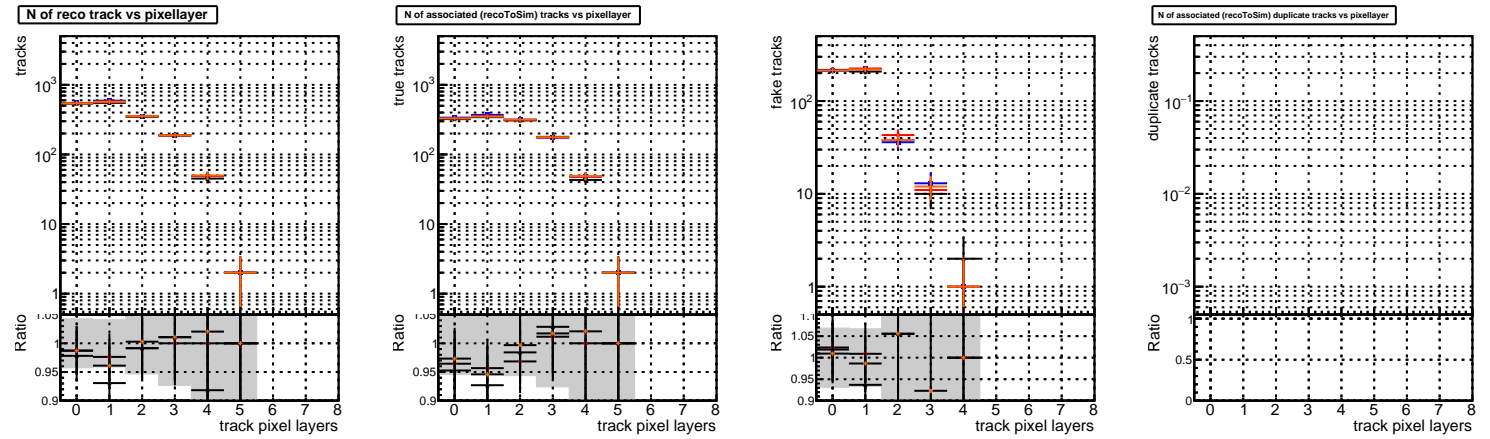 N of reco track vs pixellayer
tracks
10³
10²
10
1
Ratio
1.05
1
0.95
0.9
0 1 2 3 4 5 6 7 8
track pixel layers
N of associated (recoToSim) tracks vs pixellayer
true tracks
10³
10²
10
1
Ratio
1.05
1
0.95
0.9
0 1 2 3 4 5 6 7 8
track pixel layers
fake tracks
10²
10
1
Ratio
1.1
1.05
1
0.95
0.9
0 1 2 3 4 5 6 7 8
track pixel layers
N of associated (recoToSim) duplicate tracks vs pixellayer
duplicate tracks
10⁻¹
10⁻²
10⁻³
Ratio
1
0.5
0
0 1 2 3 4 5 6 7 8
track pixel layers